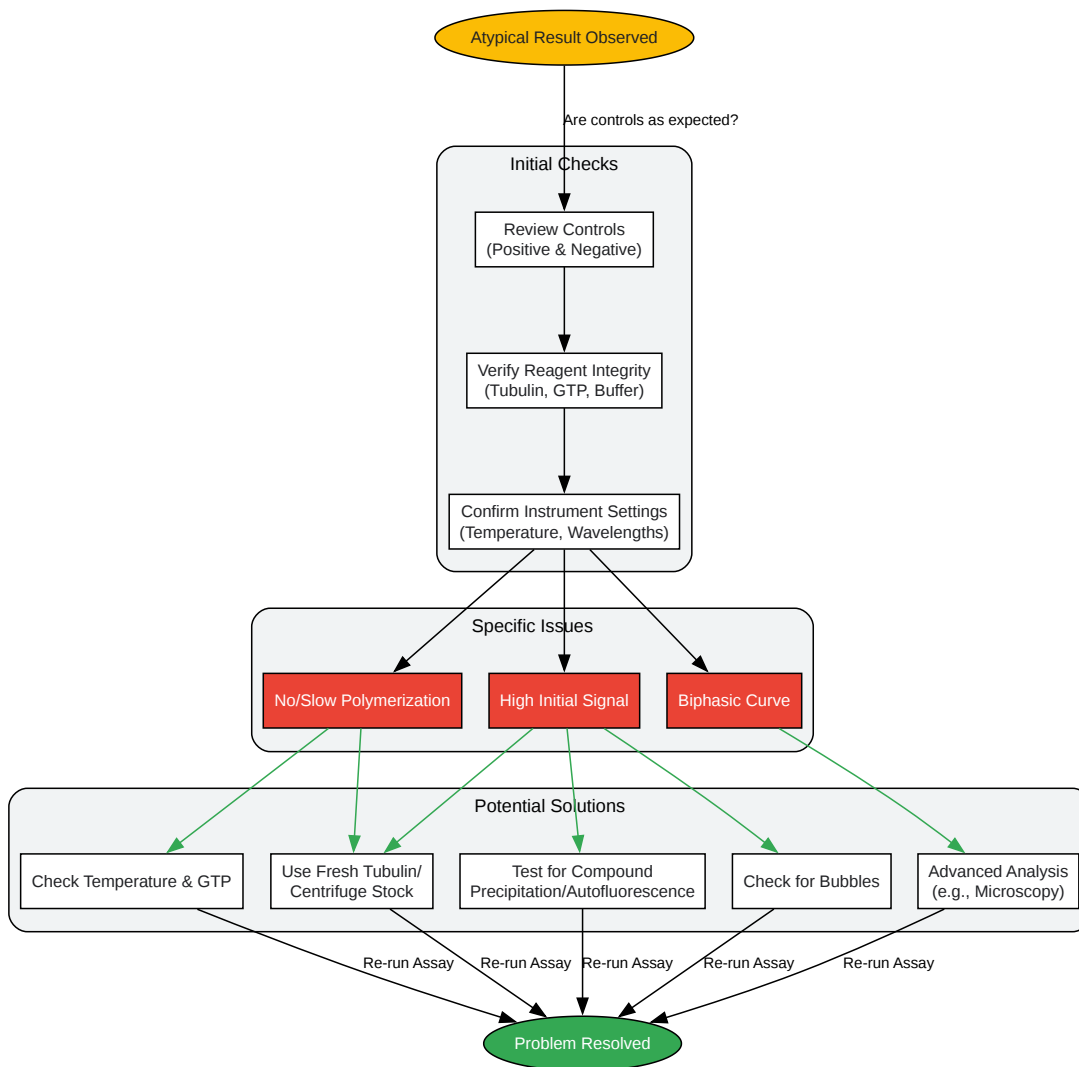 Atypical Result Observed
Are controls as expected?
Initial Checks
Review Controls
(Positive & Negative)
Verify Reagent Integrity
(Tubulin, GTP, Buffer)
Confirm Instrument Settings
(Temperature, Wavelengths)
Specific Issues
No/Slow Polymerization
High Initial Signal
Biphasic Curve
Potential Solutions
Check Temperature & GTP
Use Fresh Tubulin/
Centrifuge Stock
Test for Compound
Precipitation/Autofluorescence
Check for Bubbles
Advanced Analysis
(e.g., Microscopy)
Re-run Assay
Re-run Assay
Re-run Assay
Re-run Assay
Re-run Assay
Problem Resolved